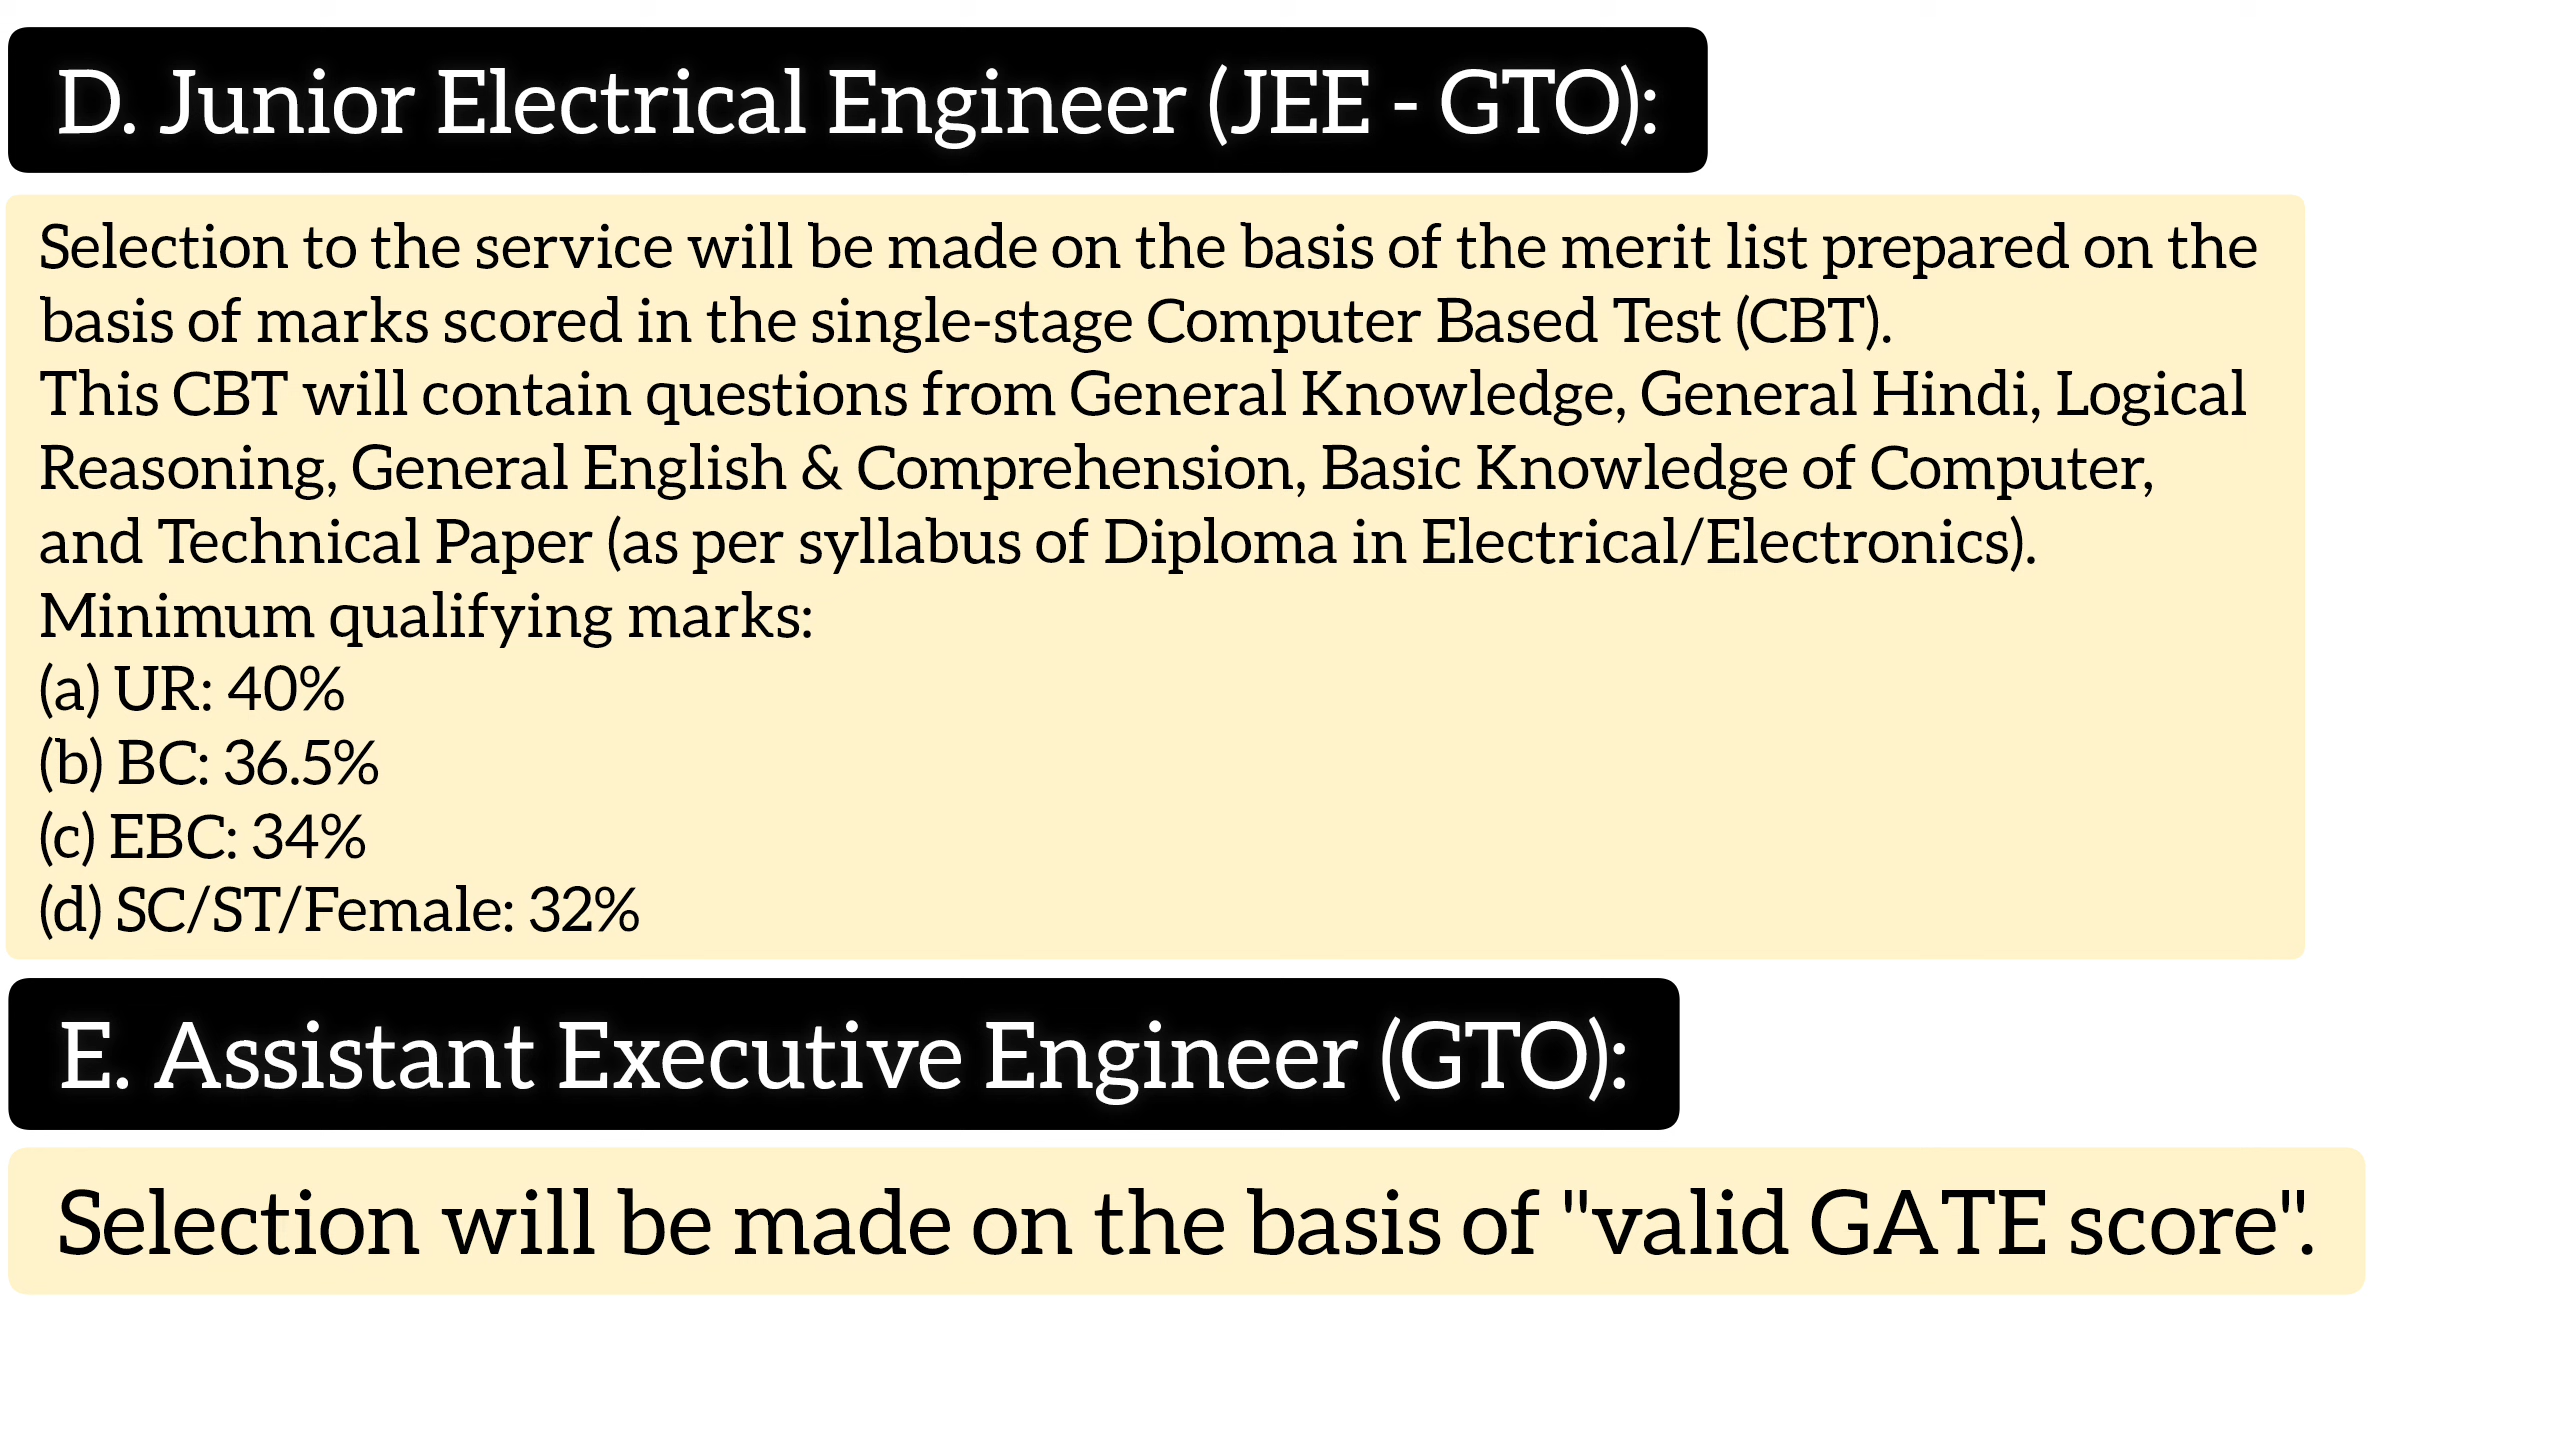 D. Junior Electrical Engineer (JEE - GTO):
Selection to the service will be made on the basis of the merit list prepared on the
basis of marks scored in the single-stage Computer Based Test (CBT).
This CBT will contain questions from General Knowledge, General Hindi, Logical
Reasoning, General English & Comprehension, Basic Knowledge of Computer,
and Technical Paper (as per syllabus of Diploma in Electrical/Electronics).
Minimum qualifying marks:
(a) UR: 40%
(b) BC: 36.5%
(c) EBC: 34%
(d) SC/ST/Female: 32%
E. Assistant Executive Engineer (GTO):
Selection will be made on the basis of "valid GATE score".